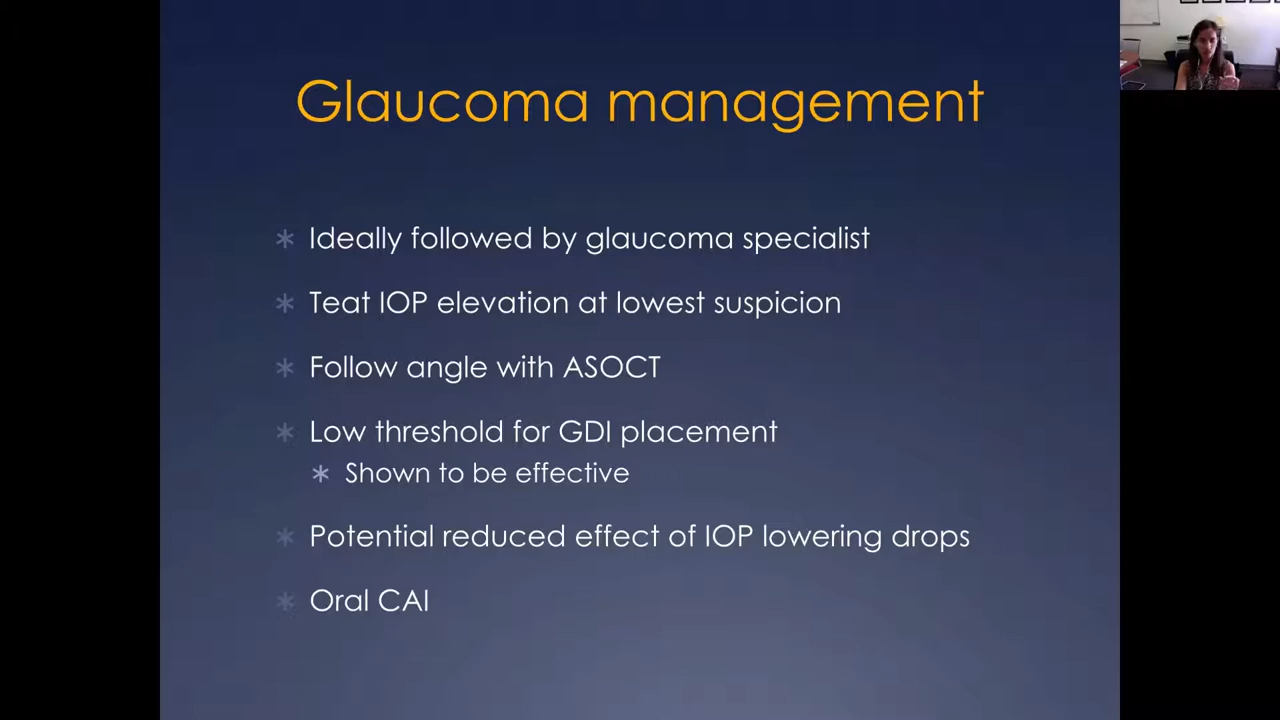 Glaucoma management
* Ideally followed by glaucoma specialist
* Teat IOP elevation at lowest suspicion
* Follow angle with ASOCT
* Low threshold for GDI placement
* Shown to be effective
* Potential reduced effect of IOP lowering drops
* Oral CAI